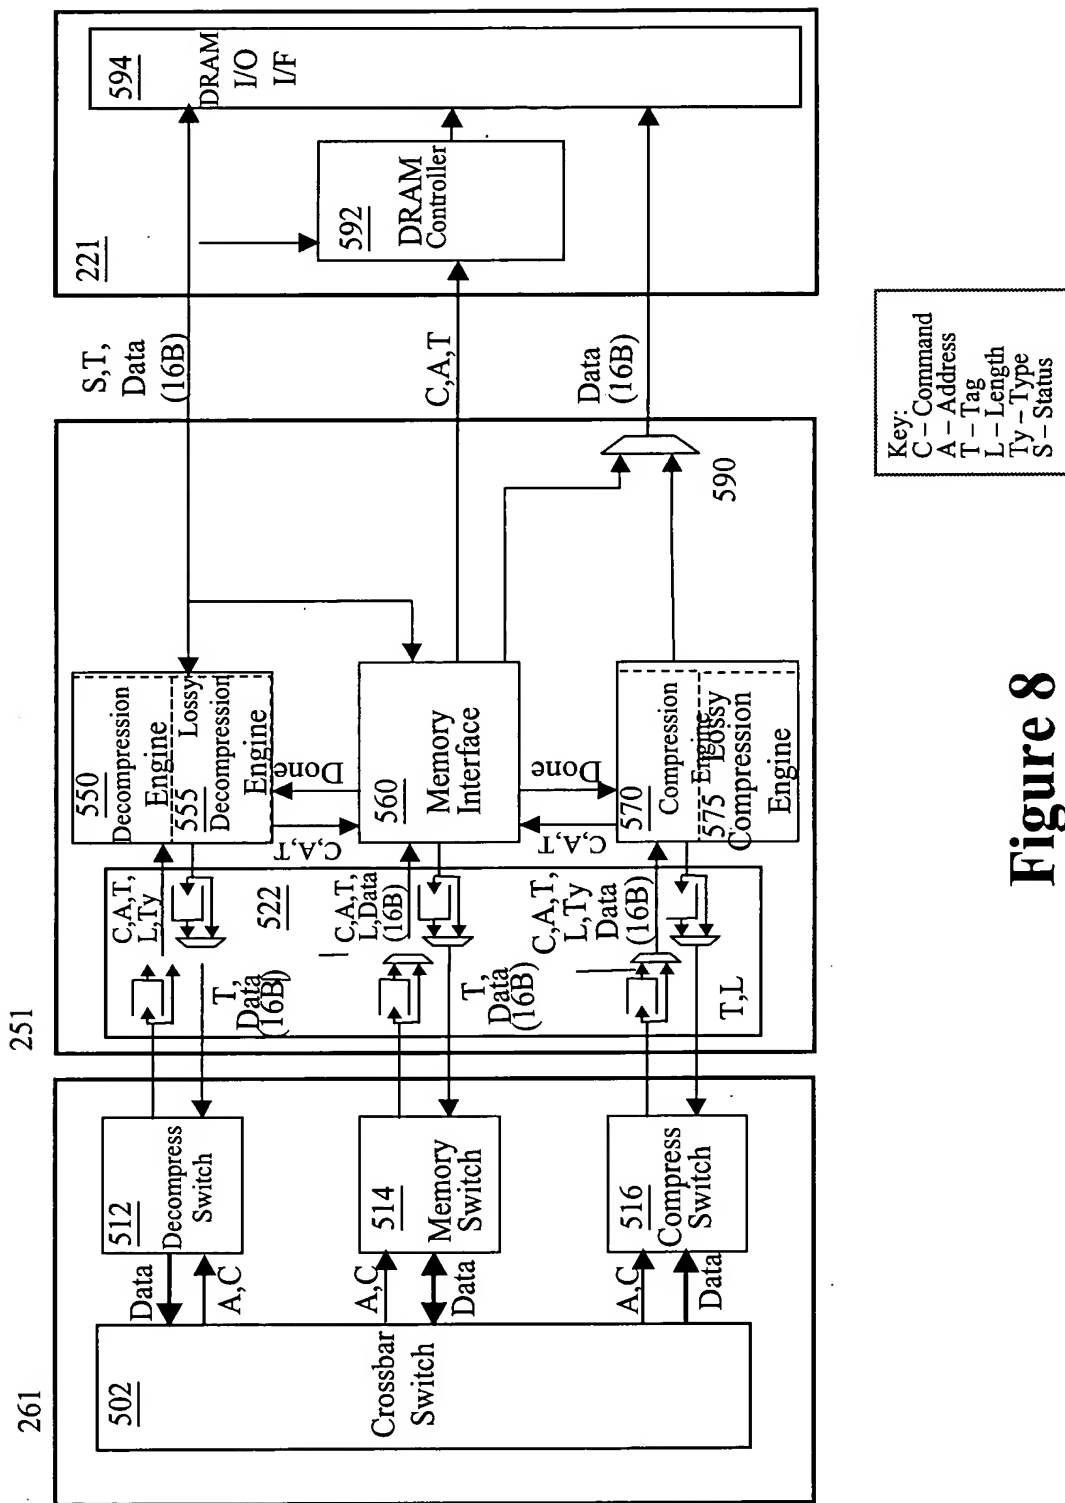 261
502
Crossbar
Switch
Data
A,C
A,C
Data
A,C
Data
512
Decompress
Switch
514
Memory
Switch
516
Compress
Switch
251
522
C,A,T,
L,Ty
T,
Data
(16B)
C,A,T,
L,Data
(16B)
T,
Data
(16B)
C,A,T,
L,Ty
Data
(16B)
T,L
550
Decompression
Engine
555
Lossy
Decompression
Engine
C,A,T
Done
560
Memory
Interface
C,A,T
Done
570
Compression
Engine
575 Lossy
Compression
Engine
590
S,T,
Data
(16B)
C,A,T
Data
(16B)
221
592
DRAM
Controller
594
DRAM
I/O
I/F
Key:
C – Command
A – Address
T – Tag
L – Length
Ty – Type
S – Status
Figure 8